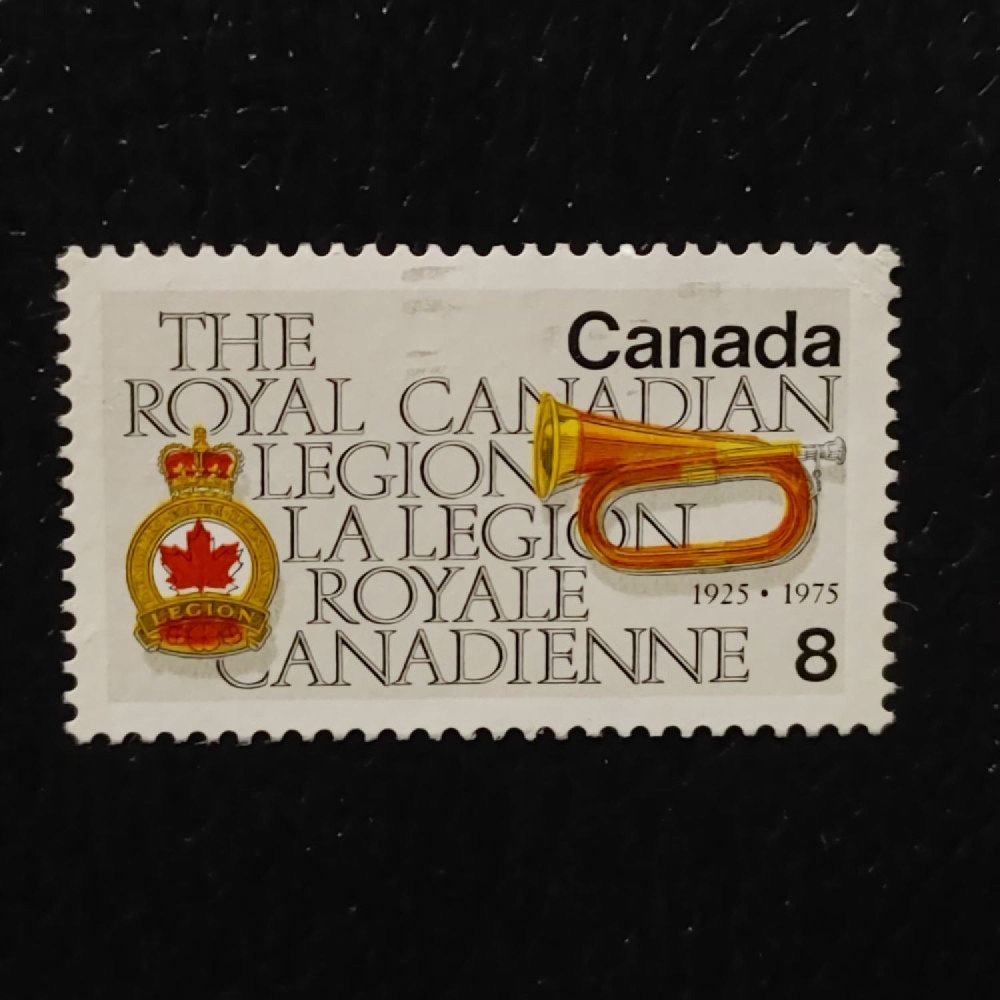 Canada
THE
ROYAL CANADIAN
LEGION
LA LEGION
ROYALE
CANADIENNE
LEGION
1925 • 1975
8